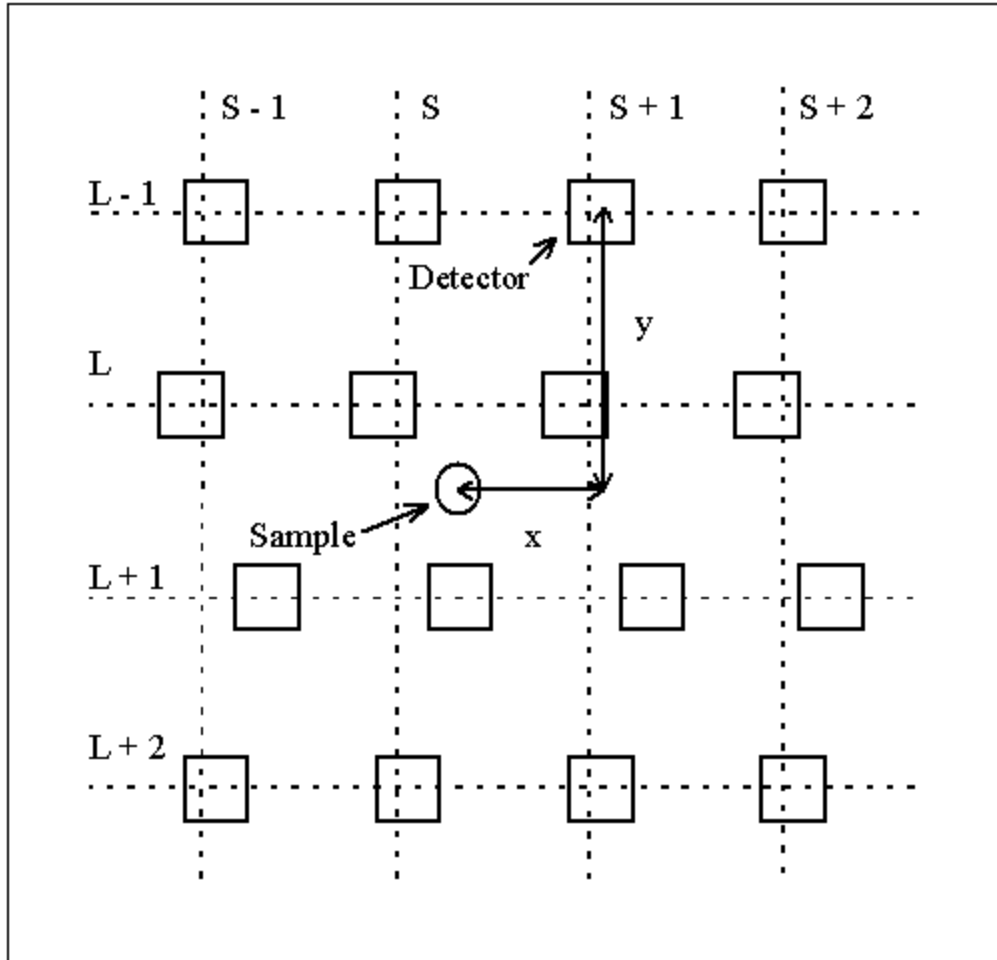 S - 1 S S + 1 S + 2
L - 1
Detector
y
L
Sample
x
L + 1
L + 2